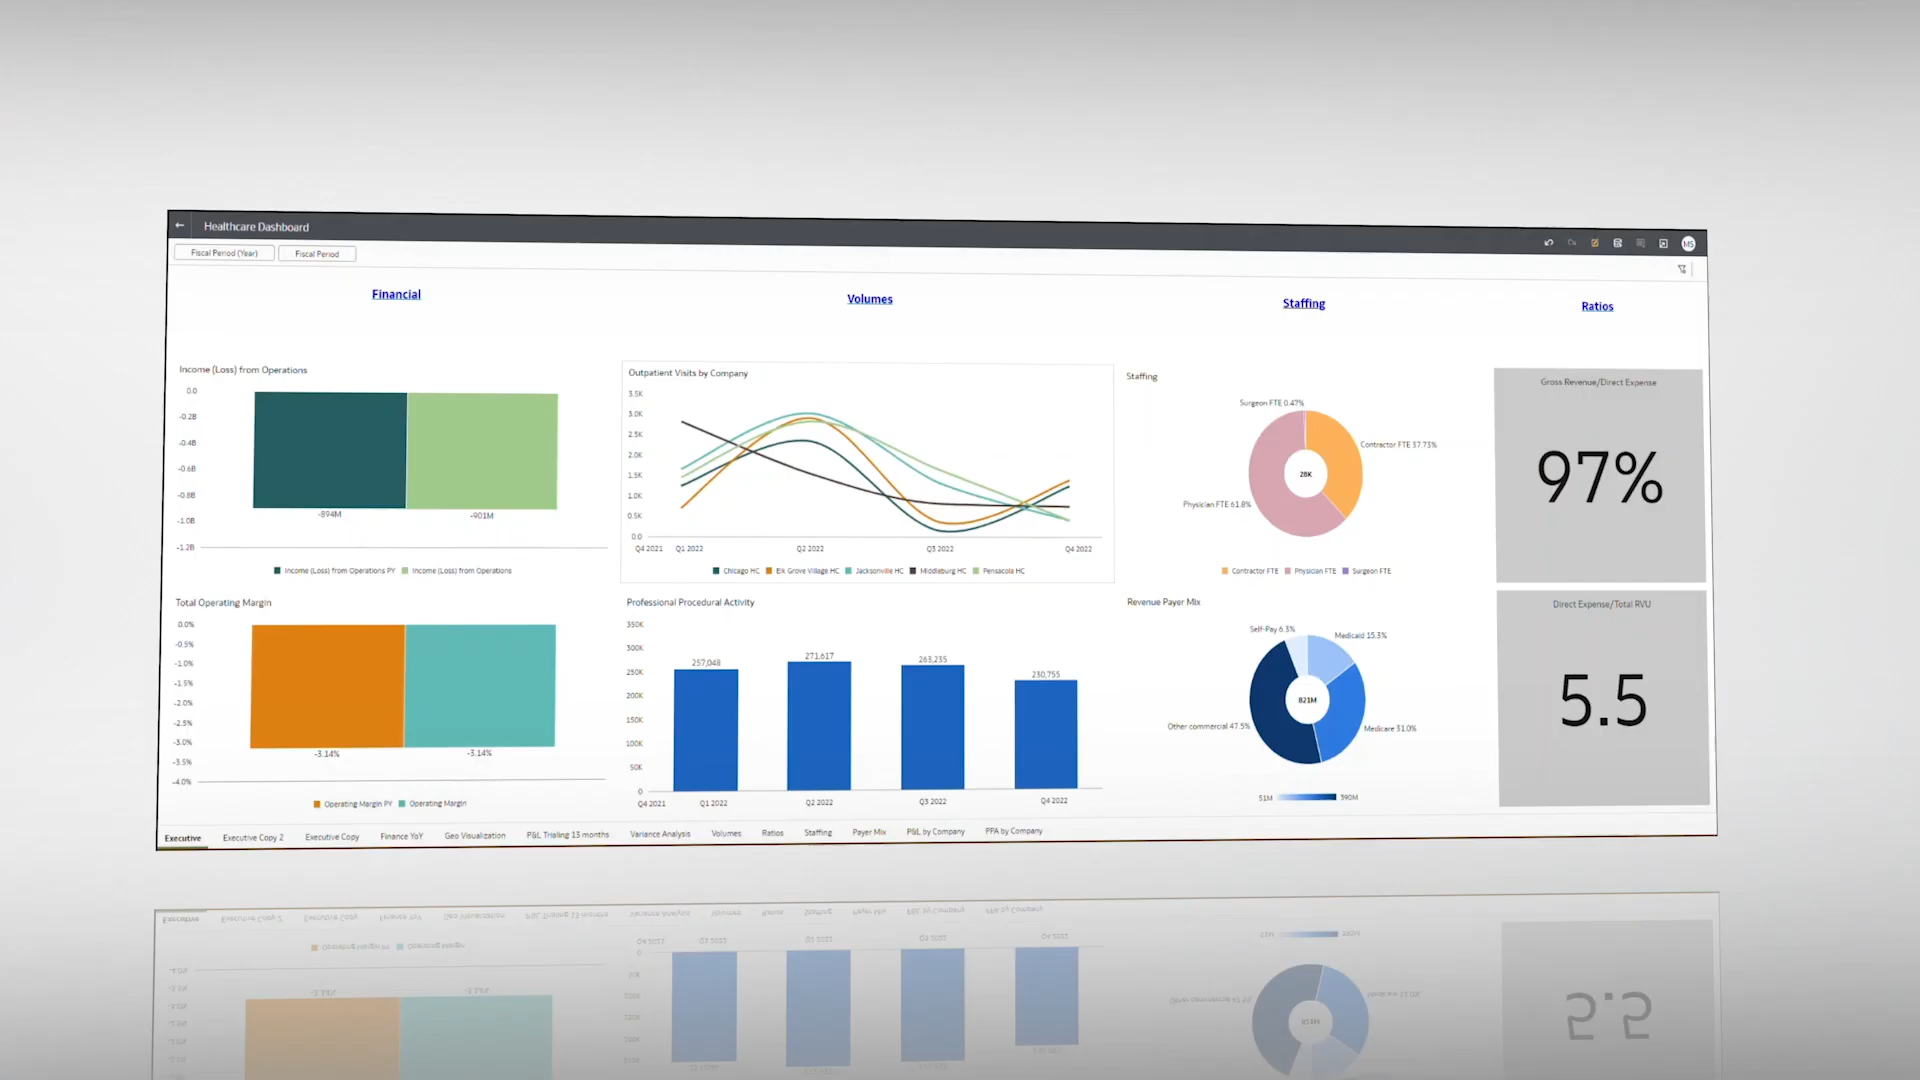 Healthcare Dashboard
MS
Fiscal Period (Year)
Fiscal Period
Financial
Volumes
Staffing
Ratios
Income (Loss) from Operations
0.0
-0.2B
-0.4B
-0.6B
-0.8B
-1.0B
-1.2B
-894M
-901M
Income (Loss) from Operations PY
Income (Loss) from Operations
Outpatient Visits by Company
3.5K
3.0K
2.5K
2.0K
1.5K
1.0K
0.5K
0.0
Q4 2021
Q1 2022
Q2 2022
Q3 2022
Q4 2022
Chicago HC
Elk Grove Village HC
Jacksonville HC
Middleburg HC
Pensacola HC
Staffing
Surgeon FTE 0.47%
Contractor FTE 37.73%
28K
Physician FTE 61.8%
Contractor FTE
Physician FTE
Surgeon FTE
Gross Revenue/Direct Expense
97%
Total Operating Margin
0.0%
-0.5%
-1.0%
-1.5%
-2.0%
-2.5%
-3.0%
-3.5%
-4.0%
-3.14%
-3.14%
Operating Margin PY
Operating Margin
Professional Procedural Activity
350K
300K
250K
200K
150K
100K
50K
0
257,048
271,617
263,235
230,755
Q4 2021
Q1 2022
Q2 2022
Q3 2022
Q4 2022
Revenue Payer Mix
Self-Pay 6.3%
Medicaid 15.3%
821M
Other commercial 47.5%
Medicare 31.0%
51M
390M
Direct Expense/Total RVU
5.5
Executive
Executive Copy 2
Executive Copy
Finance YoY
Geo Visualization
P&L Trialing 13 months
Variance Analysis
Volumes
Ratios
Staffing
Payer Mix
P&L by Company
PPA by Company